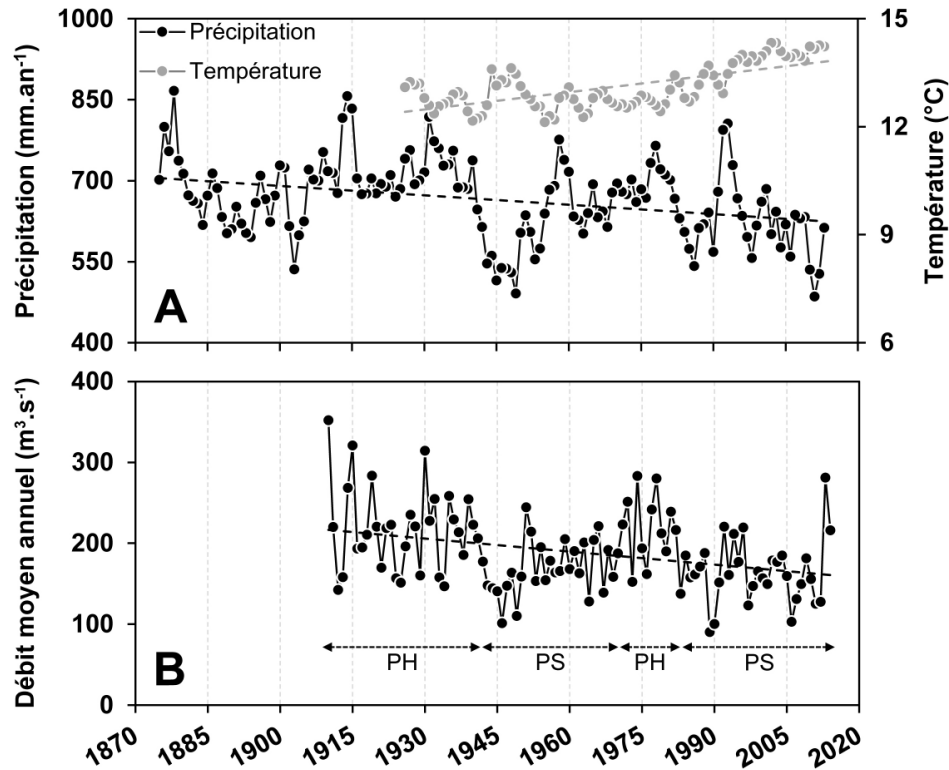 1000
850
700
550
400
Précipitation (mm.an-1)
Précipitation
Température
A
15
12
9
6
Température (°C)
400
300
200
100
0
Débit moyen annuel (m3.s-1)
B
PH PS PH PS
1870 1885 1900 1915 1930 1945 1960 1975 1990 2005 2020